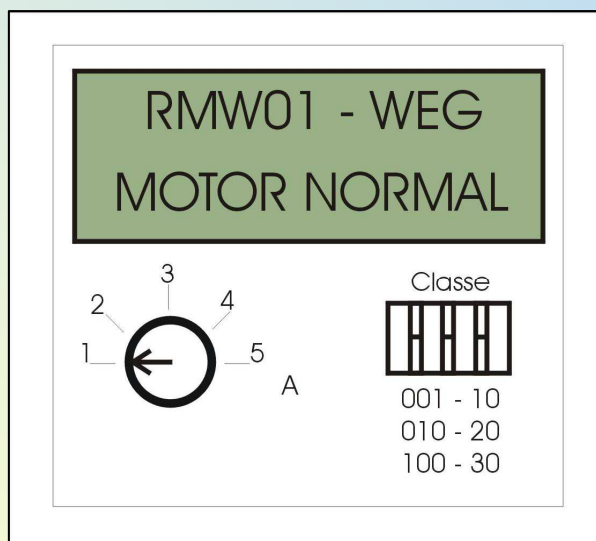 RMW01 - WEG
MOTOR NORMAL
3
2
4
1
5
A
Classe
001 - 10
010 - 20
100 - 30